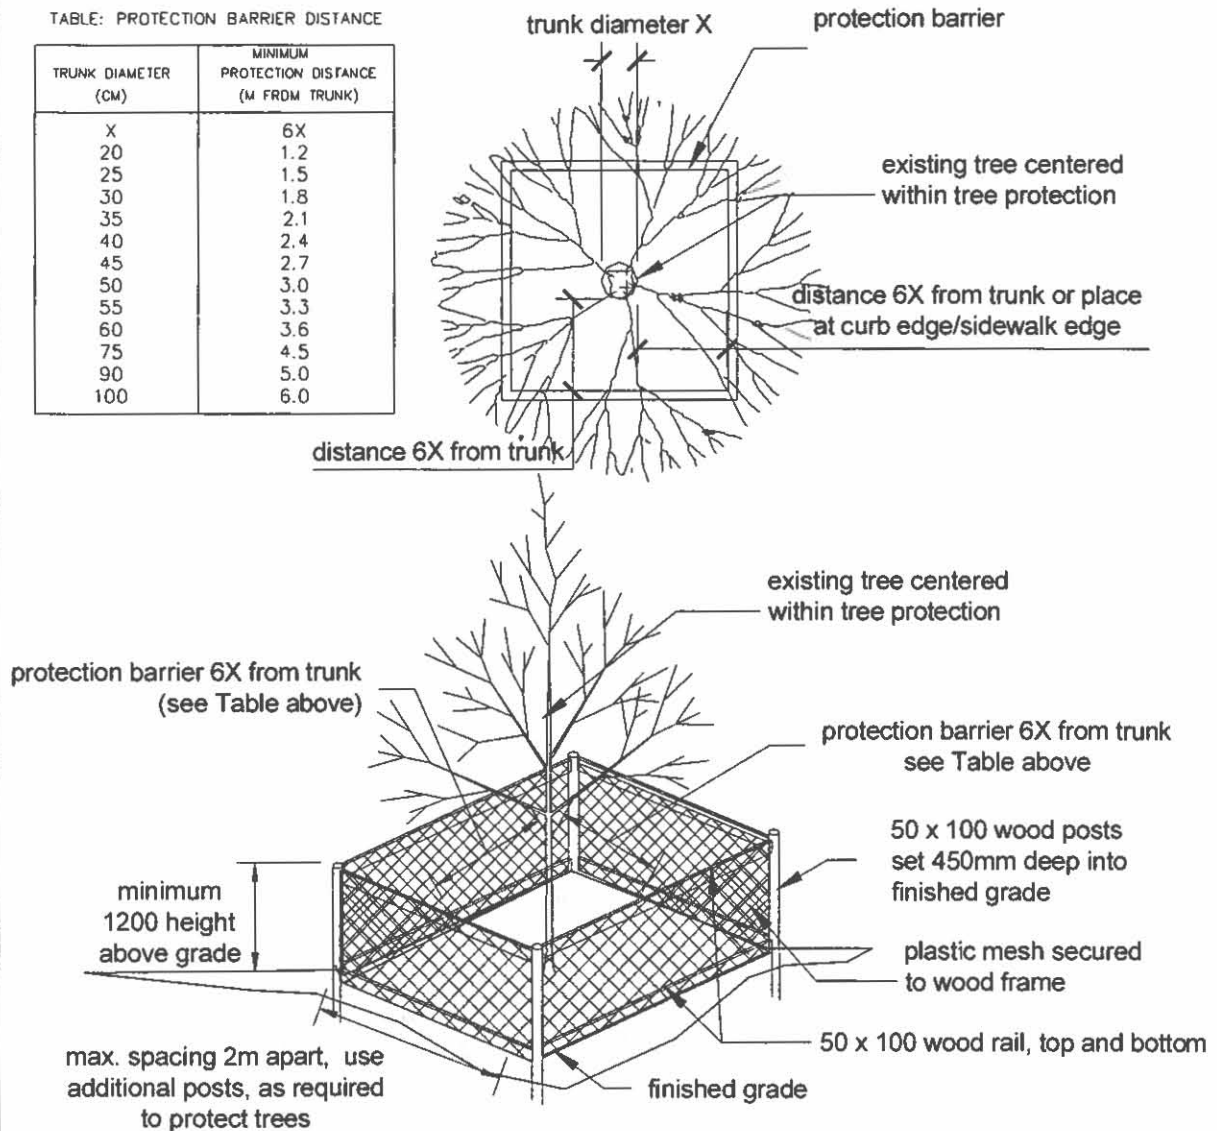 TABLE: PROTECTION BARRIER DISTANCE
TRUNK DIAMETER (CM) MINIMUM PROTECTION DISTANCE (M FROM TRUNK)
X 6X
20 1.2
25 1.5
30 1.8
35 2.1
40 2.4
45 2.7
50 3.0
55 3.3
60 3.6
75 4.5
90 5.0
100 6.0
trunk diameter X
protection barrier
existing tree centered
within tree protection
distance 6X from trunk or place
at curb edge/sidewalk edge
distance 6X from trunk
existing tree centered
within tree protection
protection barrier 6X from trunk
(see Table above)
protection barrier 6X from trunk
see Table above
50 x 100 wood posts
set 450mm deep into
finished grade
minimum
1200 height
above grade
plastic mesh secured
to wood frame
50 x 100 wood rail, top and bottom
max. spacing 2m apart, use
additional posts, as required
to protect trees
finished grade